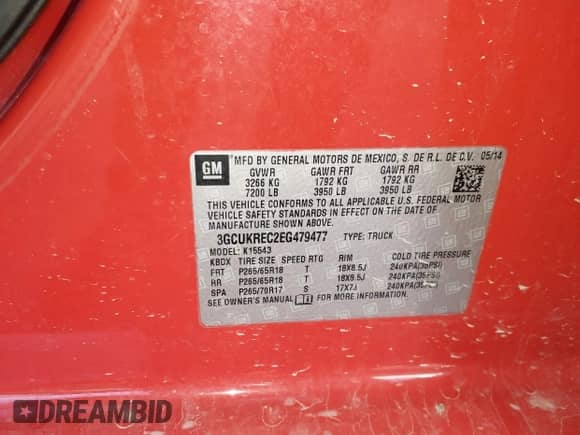 GM
MFD BY GENERAL MOTORS DE MEXICO, S. DE R.L. DE C.V. 05/14
GVWR GAWR FRT GAWR RR
3266 KG 1792 KG 1792 KG
7200 LB 3950 LB 3950 LB
THIS VEHICLE CONFORMS TO ALL APPLICABLE U.S. FEDERAL MOTOR
VEHICLE SAFETY STANDARDS IN EFFECT ON THE DATE OF
MANUFACTURE SHOWN ABOVE.
3GCUKREC2EG479477 TYPE: TRUCK
MODEL: K15543
KBDX TIRE SIZE SPEED RTG RIM COLD TIRE PRESSURE
FRT P265/65R18 T 18X8.5J 240KPA(35PSI)
RR P265/65R18 T 18X8.5J 240KPA(35PSI)
SPA P265/70R17 S 17X7J 240KPA(35
SEE OWNER'S MANUAL FOR MORE INFORMATION.
DREAMBID